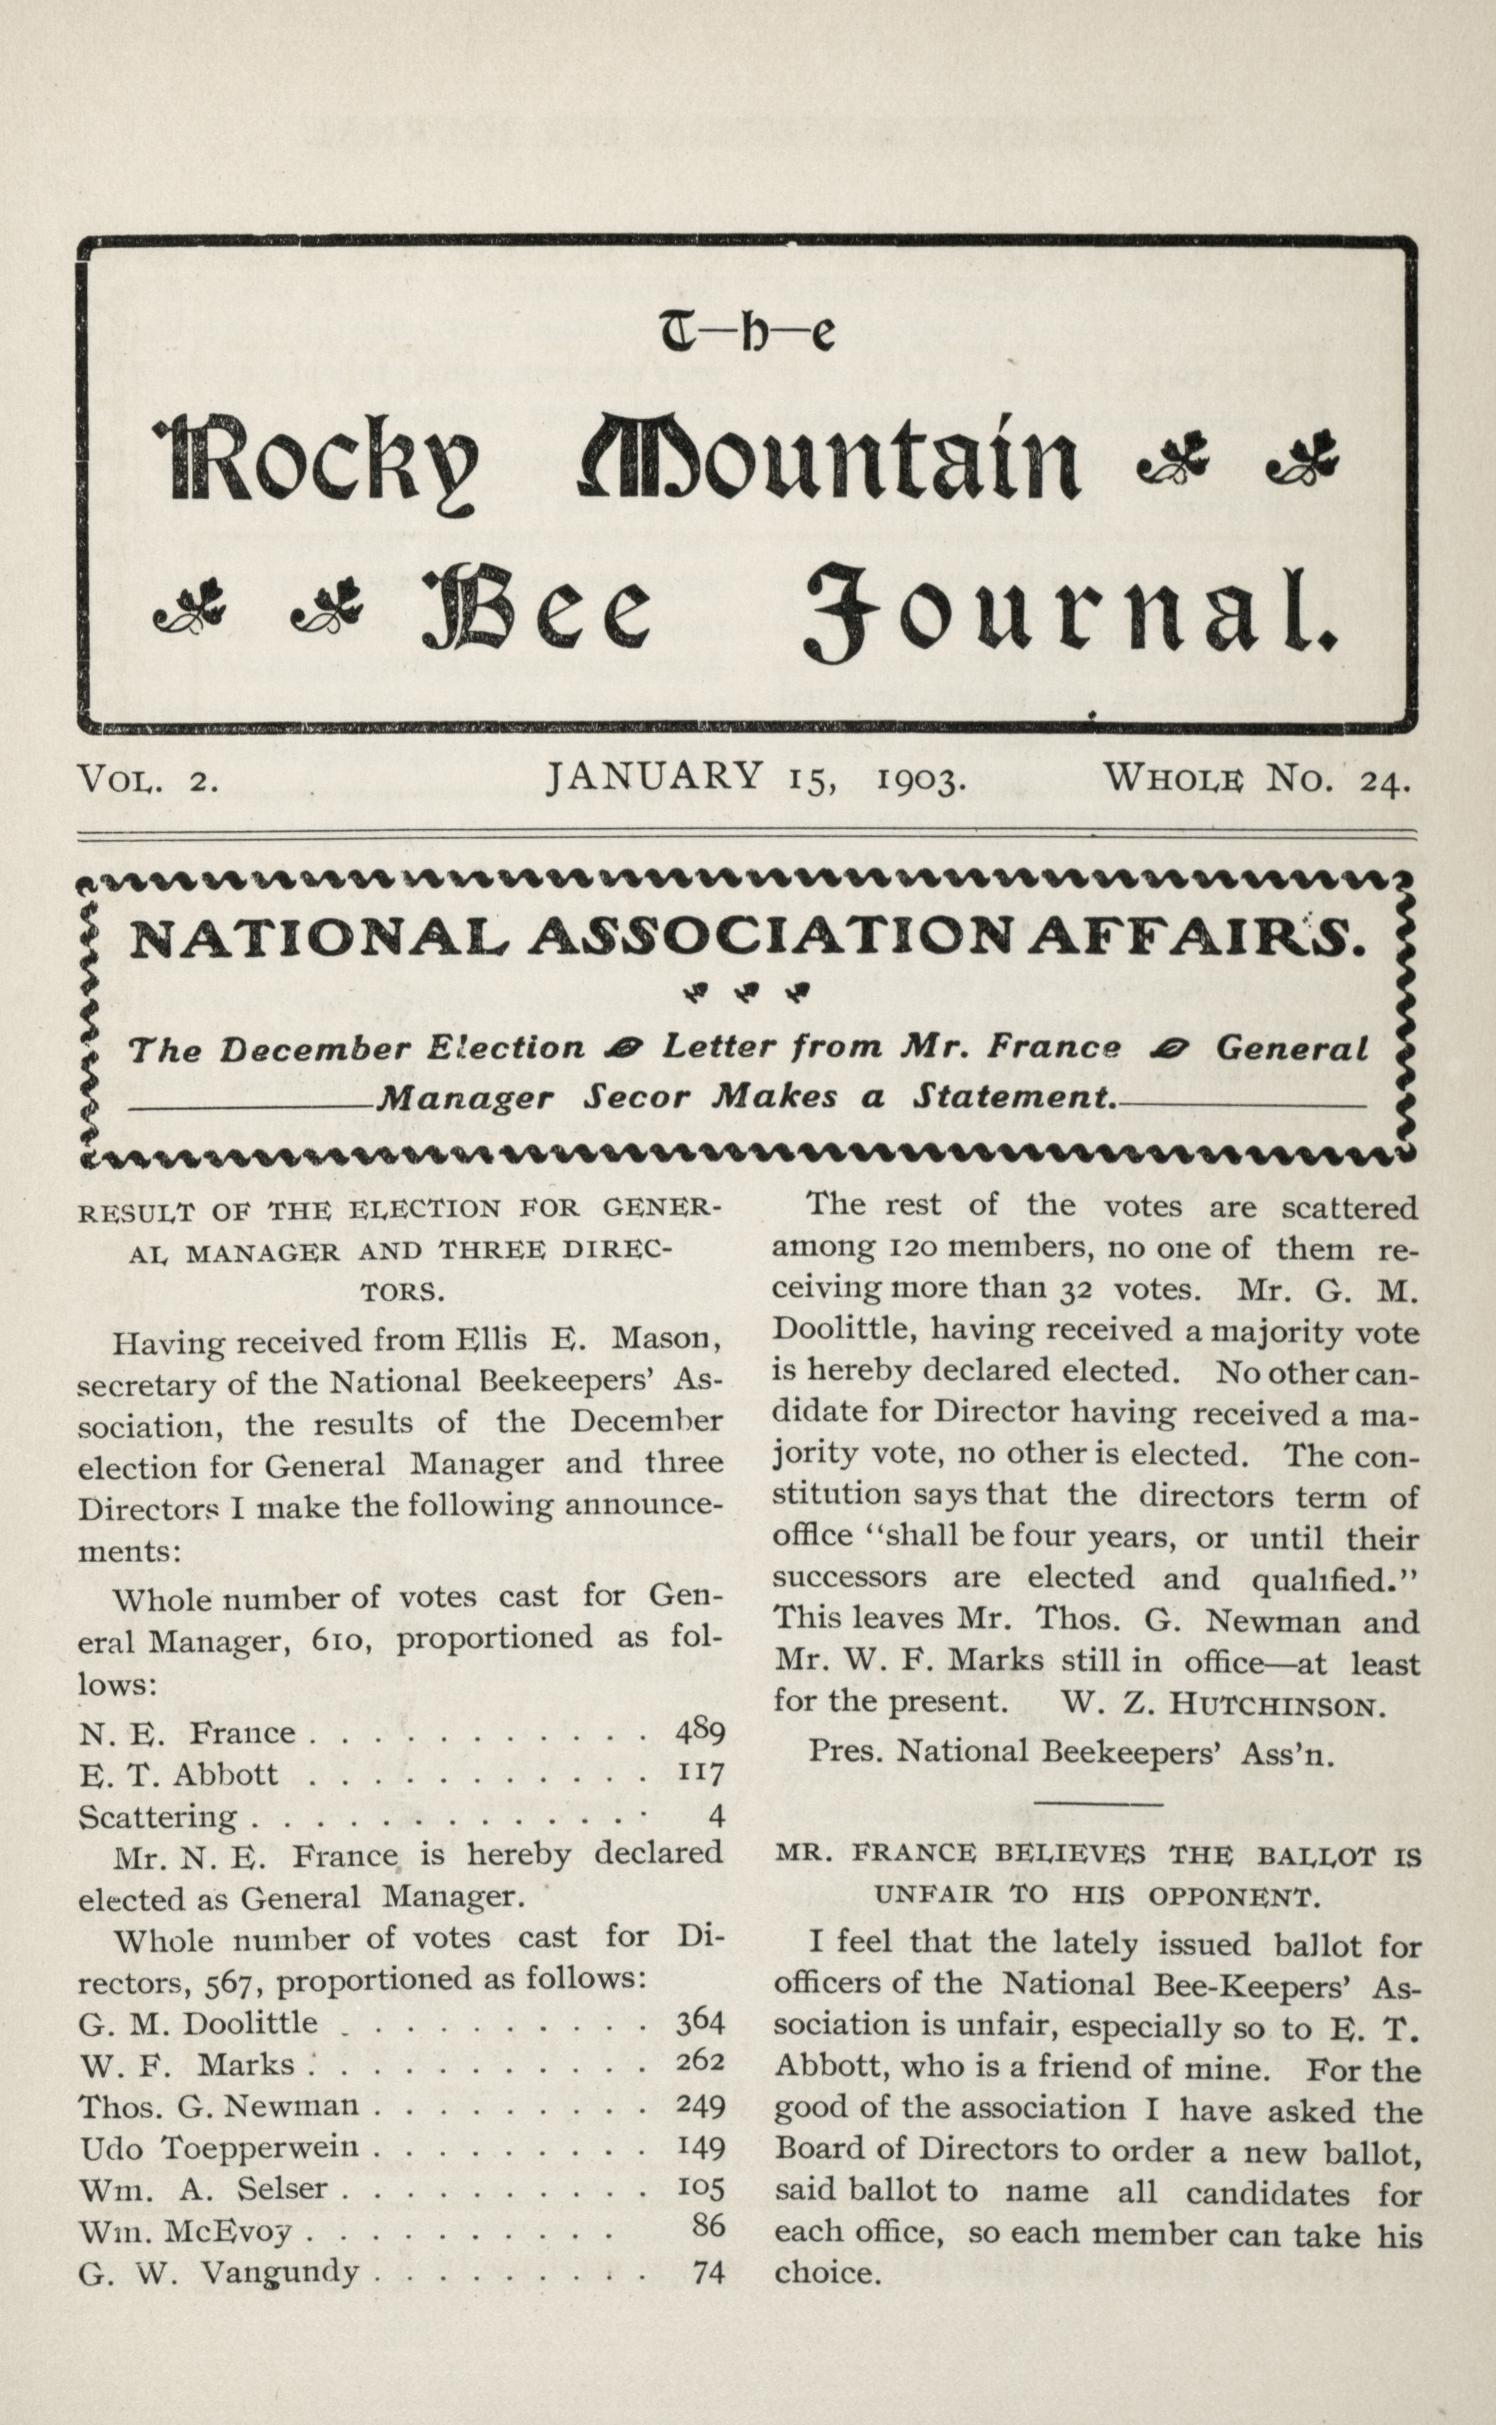 T—h—e
Rocky Mountain
Bee Journal.
VOL. 2. JANUARY 15, 1903. WHOLE NO. 24.
NATIONAL ASSOCIATION AFFAIRS.
The December Election Letter from Mr. France General
Manager Secor Makes a Statement.
RESULT OF THE ELECTION FOR GENER-
AL MANAGER AND THREE DIREC-
TORS.
Having received from Ellis E. Mason,
secretary of the National Beekeepers' As-
sociation, the results of the December
election for General Manager and three
Directors I make the following announce-
ments:
Whole number of votes cast for Gen-
eral Manager, 610, proportioned as fol-
lows:
N. E. France . . . . . . . . . . . . 489
E. T. Abbott . . . . . . . . . . . . 117
Scattering . . . . . . . . . . . . . . 4
Mr. N. E. France is hereby declared
elected as General Manager.
Whole number of votes cast for Di-
rectors, 567, proportioned as follows:
G. M. Doolittle . . . . . . . . . . . 364
W. F. Marks . . . . . . . . . . . . 262
Thos. G. Newman . . . . . . . . . 249
Udo Toepperwein . . . . . . . . . 149
Wm. A. Selser . . . . . . . . . . . 105
Wm. McEvoy . . . . . . . . . . 86
G. W. Vangundy . . . . . . . . . 74
The rest of the votes are scattered
among 120 members, no one of them re-
ceiving more than 32 votes. Mr. G. M.
Doolittle, having received a majority vote
is hereby declared elected. No other can-
didate for Director having received a ma-
jority vote, no other is elected. The con-
stitution says that the directors term of
office "shall be four years, or until their
successors are elected and qualified."
This leaves Mr. Thos. G. Newman and
Mr. W. F. Marks still in office—at least
for the present. W. Z. HUTCHINSON.
Pres. National Beekeepers' Ass'n.
MR. FRANCE BELIEVES THE BALLOT IS
UNFAIR TO HIS OPPONENT.
I feel that the lately issued ballot for
officers of the National Bee-Keepers' As-
sociation is unfair, especially so to E. T.
Abbott, who is a friend of mine. For the
good of the association I have asked the
Board of Directors to order a new ballot,
said ballot to name all candidates for
each office, so each member can take his
choice.